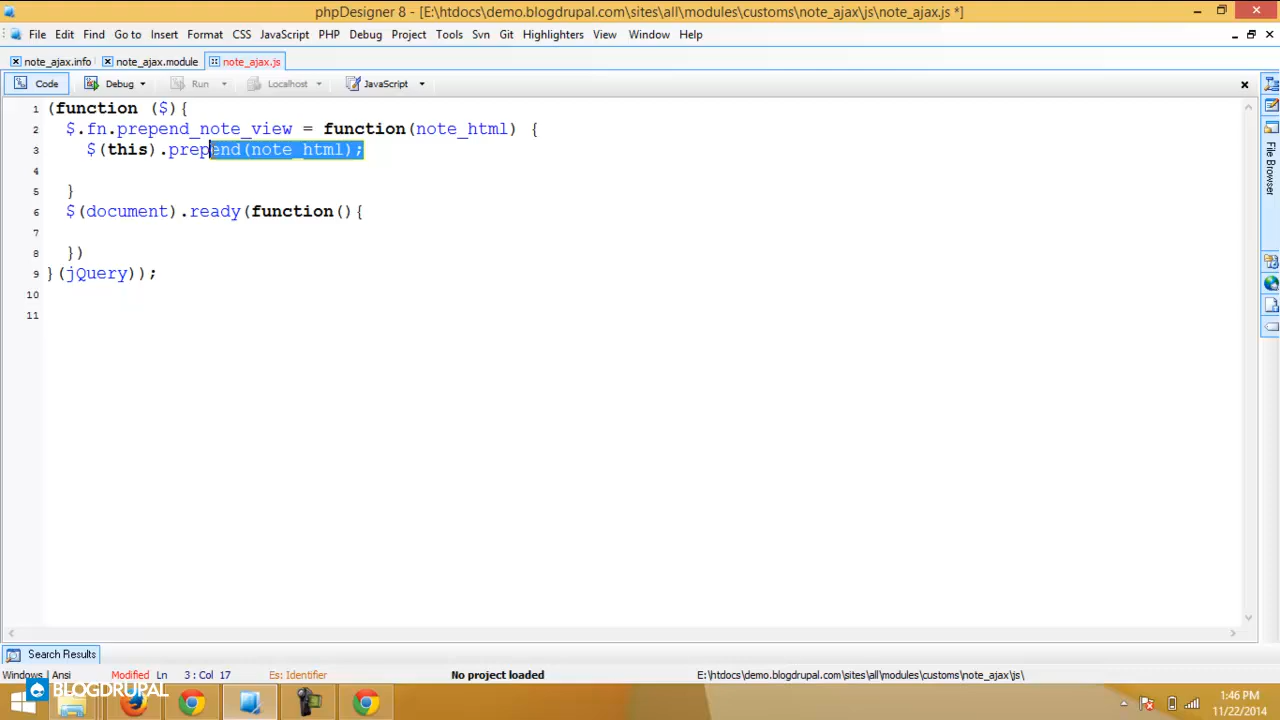 phpDesigner 8 - [E:\htdocs\demo.blogdrupal.com\sites\all\modules\customs\note_ajax\js\note_ajax.js *]
File Edit Find Go to Insert Format CSS JavaScript PHP Debug Project Tools Svn Git Highlighters View Window Help
note_ajax.info note_ajax.module note_ajax.js
Code Debug Run Localhost JavaScript
1 (function ($){
2 $.fn.prepend_note_view = function(note_html) {
3 $(this).prepend(note_html);
4
5 }
6 $(document).ready(function(){
7
8 })
9 }(jQuery));
10
11
File Browser
Search Results
Windows | Ansi Modified Ln 3 : Col 17 Es: Identifier No project loaded E:\htdocs\demo.blogdrupal.com\sites\all\modules\customs\note_ajax\js\
BLOGDRUPAL
1:46 PM
11/22/2014